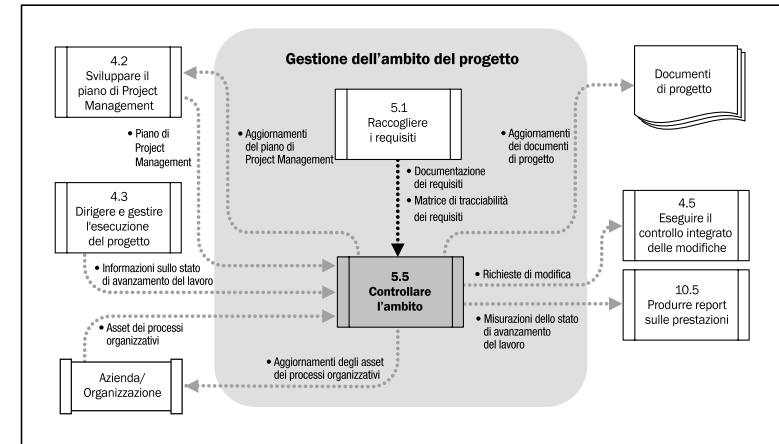 Gestione dell'ambito del progetto
4.2
Sviluppare il
piano di Project
Management
• Piano di
Project
Management
• Aggiornamenti
del piano di
Project Management
5.1
Raccogliere
i requisiti
• Documentazione
dei requisiti
• Matrice di tracciabilità
dei requisiti
• Aggiornamenti
dei documenti
di progetto
Documenti
di progetto
4.3
Dirigere e gestire
l'esecuzione
del progetto
• Informazioni sullo stato
di avanzamento del lavoro
5.5
Controllare
l'ambito
• Richieste di modifica
4.5
Eseguire il
controllo integrato
delle modifiche
• Misurazioni dello stato
di avanzamento
del lavoro
10.5
Produrre report
sulle prestazioni
• Asset dei processi
organizzativi
• Aggiornamenti degli asset
dei processi organizzativi
Azienda/
Organizzazione